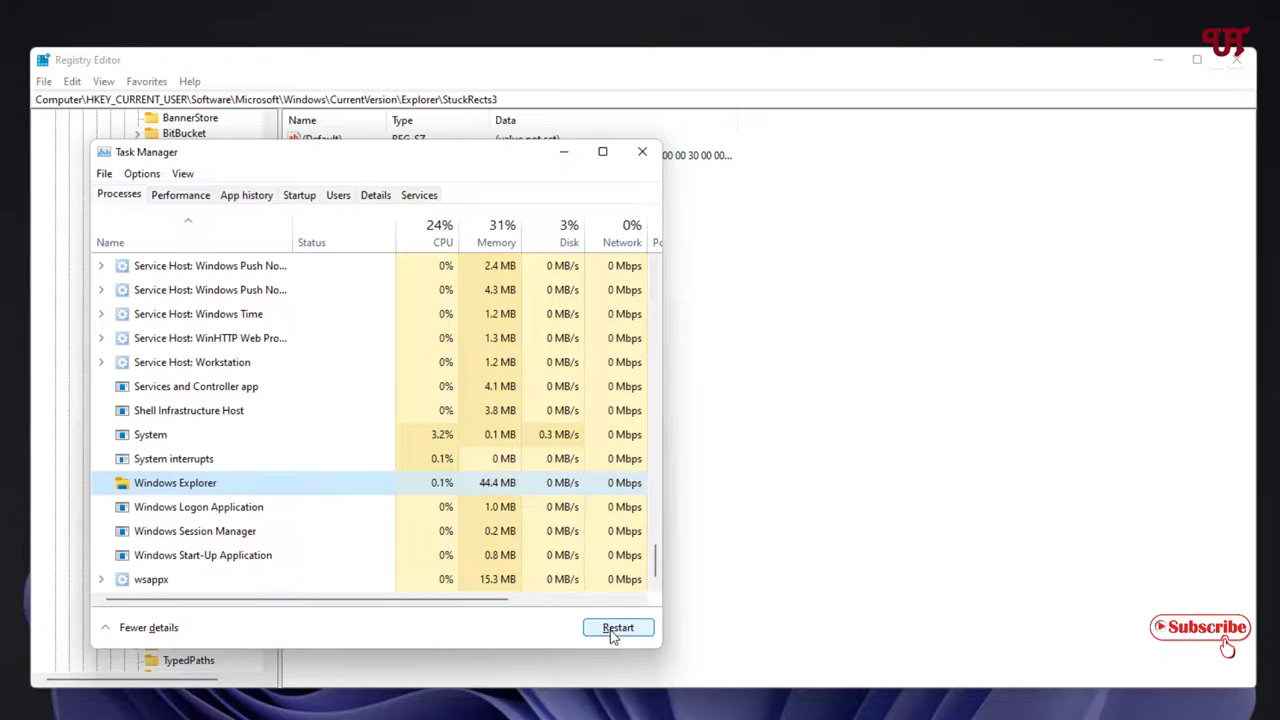 Registry Editor
File Edit View Favorites Help
Computer\HKEY_CURRENT_USER\Software\Microsoft\Windows\CurrentVersion\Explorer\StuckRects3
BannerStore
BitBucket
Name Type Data
(Default) REG_SZ (value not set)
00 00 30 00 00...
Task Manager
File Options View
Processes Performance App history Startup Users Details Services
24% 31% 3% 0%
Name Status CPU Memory Disk Network
Service Host: Windows Push No... 0% 2.4 MB 0 MB/s 0 Mbps
Service Host: Windows Push No... 0% 4.3 MB 0 MB/s 0 Mbps
Service Host: Windows Time 0% 1.2 MB 0 MB/s 0 Mbps
Service Host: WinHTTP Web Pro... 0% 1.3 MB 0 MB/s 0 Mbps
Service Host: Workstation 0% 1.2 MB 0 MB/s 0 Mbps
Services and Controller app 0% 4.1 MB 0 MB/s 0 Mbps
Shell Infrastructure Host 0% 3.8 MB 0 MB/s 0 Mbps
System 3.2% 0.1 MB 0.3 MB/s 0 Mbps
System interrupts 0.1% 0 MB 0 MB/s 0 Mbps
Windows Explorer 0.1% 44.4 MB 0 MB/s 0 Mbps
Windows Logon Application 0% 1.0 MB 0 MB/s 0 Mbps
Windows Session Manager 0% 0.2 MB 0 MB/s 0 Mbps
Windows Start-Up Application 0% 0.8 MB 0 MB/s 0 Mbps
wsappx 0% 15.3 MB 0 MB/s 0 Mbps
Fewer details
Restart
TypedPaths
Subscribe